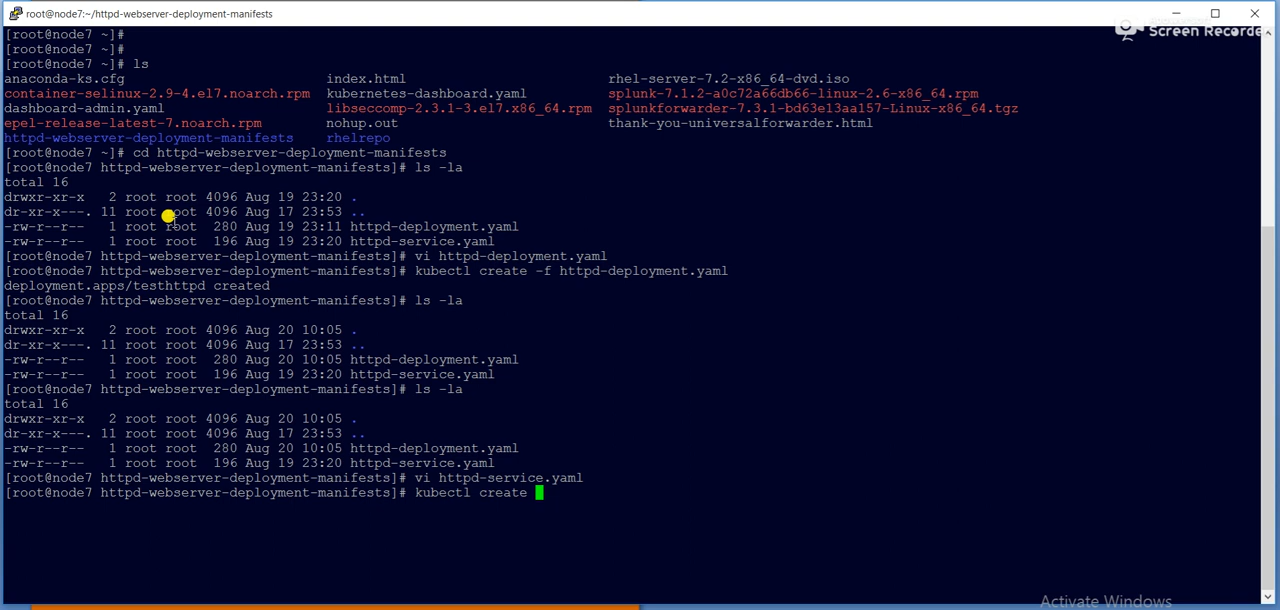 root@node7:~/httpd-webserver-deployment-manifests
Screen Recorde
[root@node7 ~]#
[root@node7 ~]#
[root@node7 ~]# ls
anaconda-ks.cfg index.html rhel-server-7.2-x86_64-dvd.iso
container-selinux-2.9-4.el7.noarch.rpm kubernetes-dashboard.yaml splunk-7.1.2-a0c72a66db66-linux-2.6-x86_64.rpm
dashboard-admin.yaml libseccomp-2.3.1-3.el7.x86_64.rpm splunkforwarder-7.3.1-bd63e13aa157-Linux-x86_64.tgz
epel-release-latest-7.noarch.rpm nohup.out thank-you-universalforwarder.html
httpd-webserver-deployment-manifests rhelrepo
[root@node7 ~]# cd httpd-webserver-deployment-manifests
[root@node7 httpd-webserver-deployment-manifests]# ls -la
total 16
drwxr-xr-x 2 root root 4096 Aug 19 23:20 .
dr-xr-x---. 11 root root 4096 Aug 17 23:53 ..
-rw-r--r-- 1 root root 280 Aug 19 23:11 httpd-deployment.yaml
-rw-r--r-- 1 root root 196 Aug 19 23:20 httpd-service.yaml
[root@node7 httpd-webserver-deployment-manifests]# vi httpd-deployment.yaml
[root@node7 httpd-webserver-deployment-manifests]# kubectl create -f httpd-deployment.yaml
deployment.apps/testhttpd created
[root@node7 httpd-webserver-deployment-manifests]# ls -la
total 16
drwxr-xr-x 2 root root 4096 Aug 20 10:05 .
dr-xr-x---. 11 root root 4096 Aug 17 23:53 ..
-rw-r--r-- 1 root root 280 Aug 20 10:05 httpd-deployment.yaml
-rw-r--r-- 1 root root 196 Aug 19 23:20 httpd-service.yaml
[root@node7 httpd-webserver-deployment-manifests]# ls -la
total 16
drwxr-xr-x 2 root root 4096 Aug 20 10:05 .
dr-xr-x---. 11 root root 4096 Aug 17 23:53 ..
-rw-r--r-- 1 root root 280 Aug 20 10:05 httpd-deployment.yaml
-rw-r--r-- 1 root root 196 Aug 19 23:20 httpd-service.yaml
[root@node7 httpd-webserver-deployment-manifests]# vi httpd-service.yaml
[root@node7 httpd-webserver-deployment-manifests]# kubectl create
Activate Windows